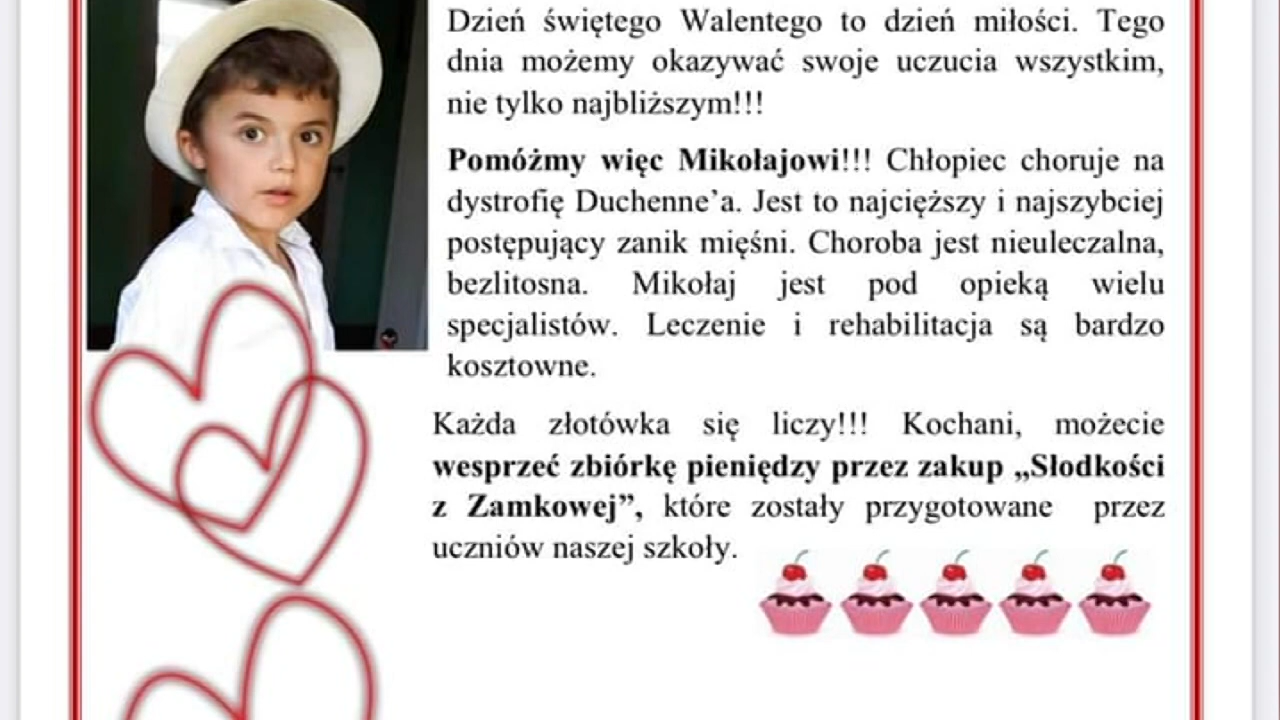 Dzień świętego Walentego to dzień miłości. Tego
dnia możemy okazywać swoje uczucia wszystkim,
nie tylko najbliższym!!!
Pomóżmy więc Mikołajowi!!! Chłopiec choruje na
dystrofię Duchenne’a. Jest to najcięższy i najszybciej
postępujący zanik mięśni. Choroba jest nieuleczalna,
bezlitosna. Mikołaj jest pod opieką wielu
specjalistów. Leczenie i rehabilitacja są bardzo
kosztowne.
Każda złotówka się liczy!!! Kochani, możecie
wesprzeć zbiórkę pieniędzy przez zakup „Słodkości
z Zamkowej”, które zostały przygotowane przez
uczniów naszej szkoły.